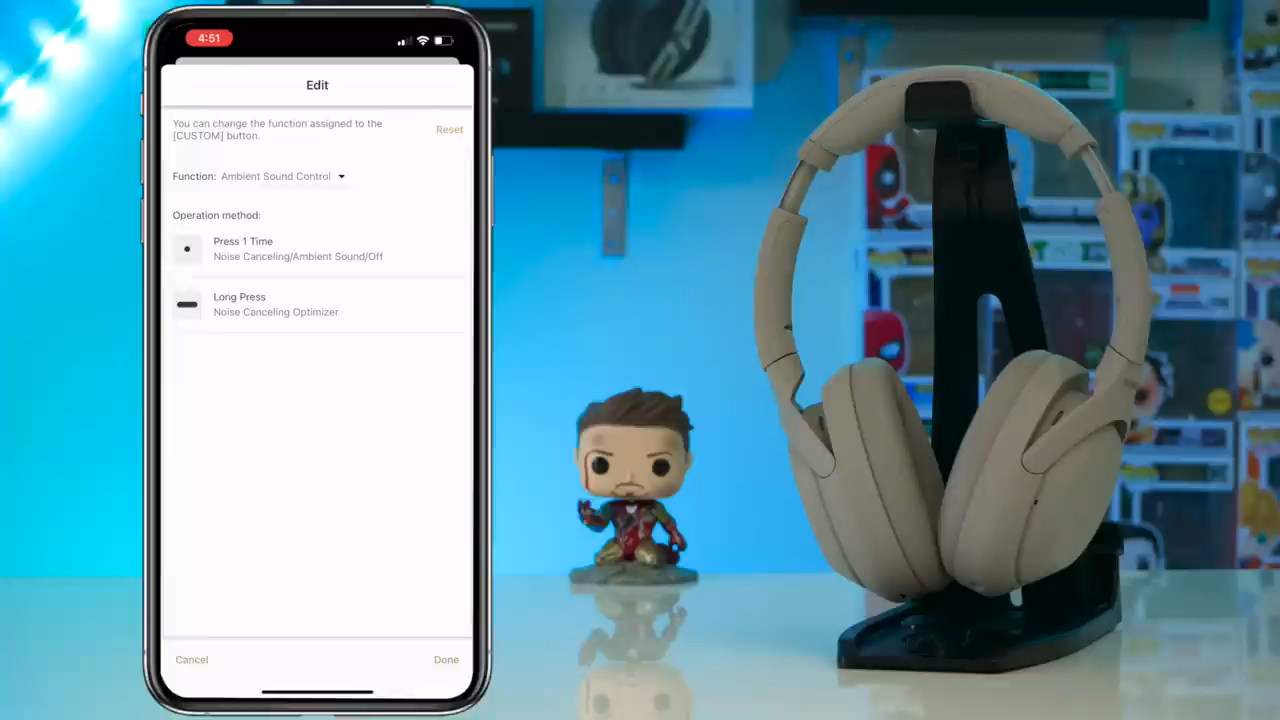 4:51
Edit
You can change the function assigned to the
[CUSTOM] button.
Reset
Function: Ambient Sound Control
Operation method:
Press 1 Time
Noise Canceling/Ambient Sound/Off
Long Press
Noise Canceling Optimizer
Cancel
Done